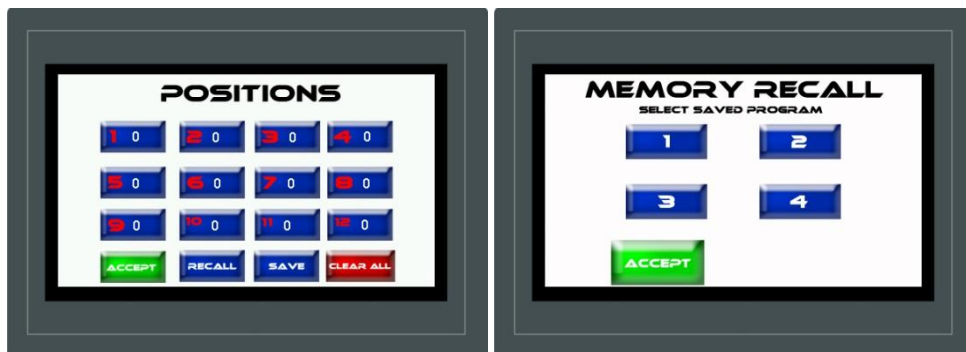 POSITIONS
1 0 2 0 3 0 4 0
5 0 6 0 7 0 8 0
9 0 10 0 11 0 12 0
ACCEPT RECALL SAVE CLEAR ALL
MEMORY RECALL
SELECT SAVED PROGRAM
1 2
3 4
ACCEPT